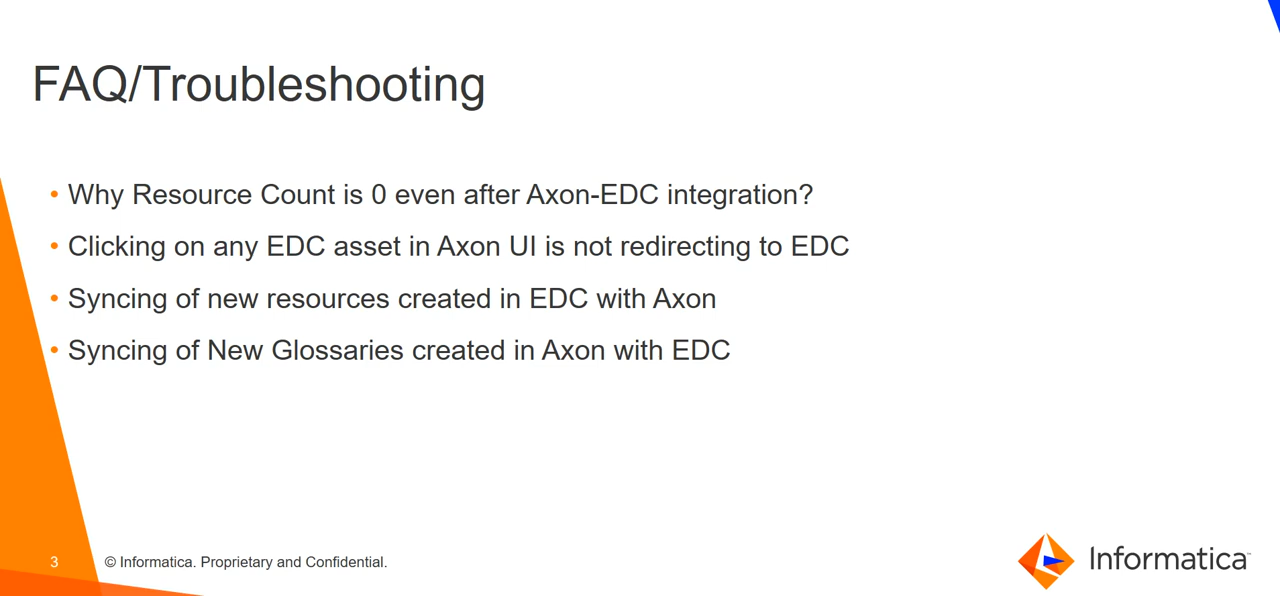 FAQ/Troubleshooting
• Why Resource Count is 0 even after Axon-EDC integration?
• Clicking on any EDC asset in Axon UI is not redirecting to EDC
• Syncing of new resources created in EDC with Axon
• Syncing of New Glossaries created in Axon with EDC
3 © Informatica. Proprietary and Confidential.
Informatica